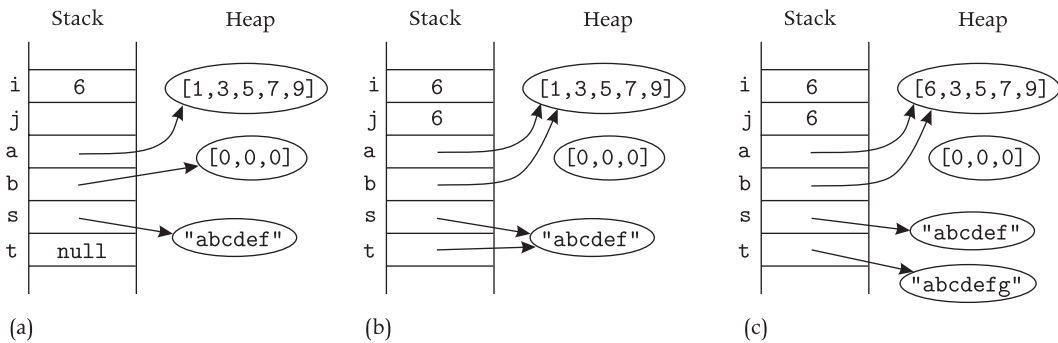 Stack Heap
i 6 [1,3,5,7,9]
j
a
[0,0,0]
b
s
"abcdef"
t null
(a)
Stack Heap
i 6 [1,3,5,7,9]
j 6
a
[0,0,0]
b
s
"abcdef"
t
(b)
Stack Heap
i 6 [6,3,5,7,9]
j 6
a
[0,0,0]
b
s
"abcdef"
t
"abcdefg"
(c)